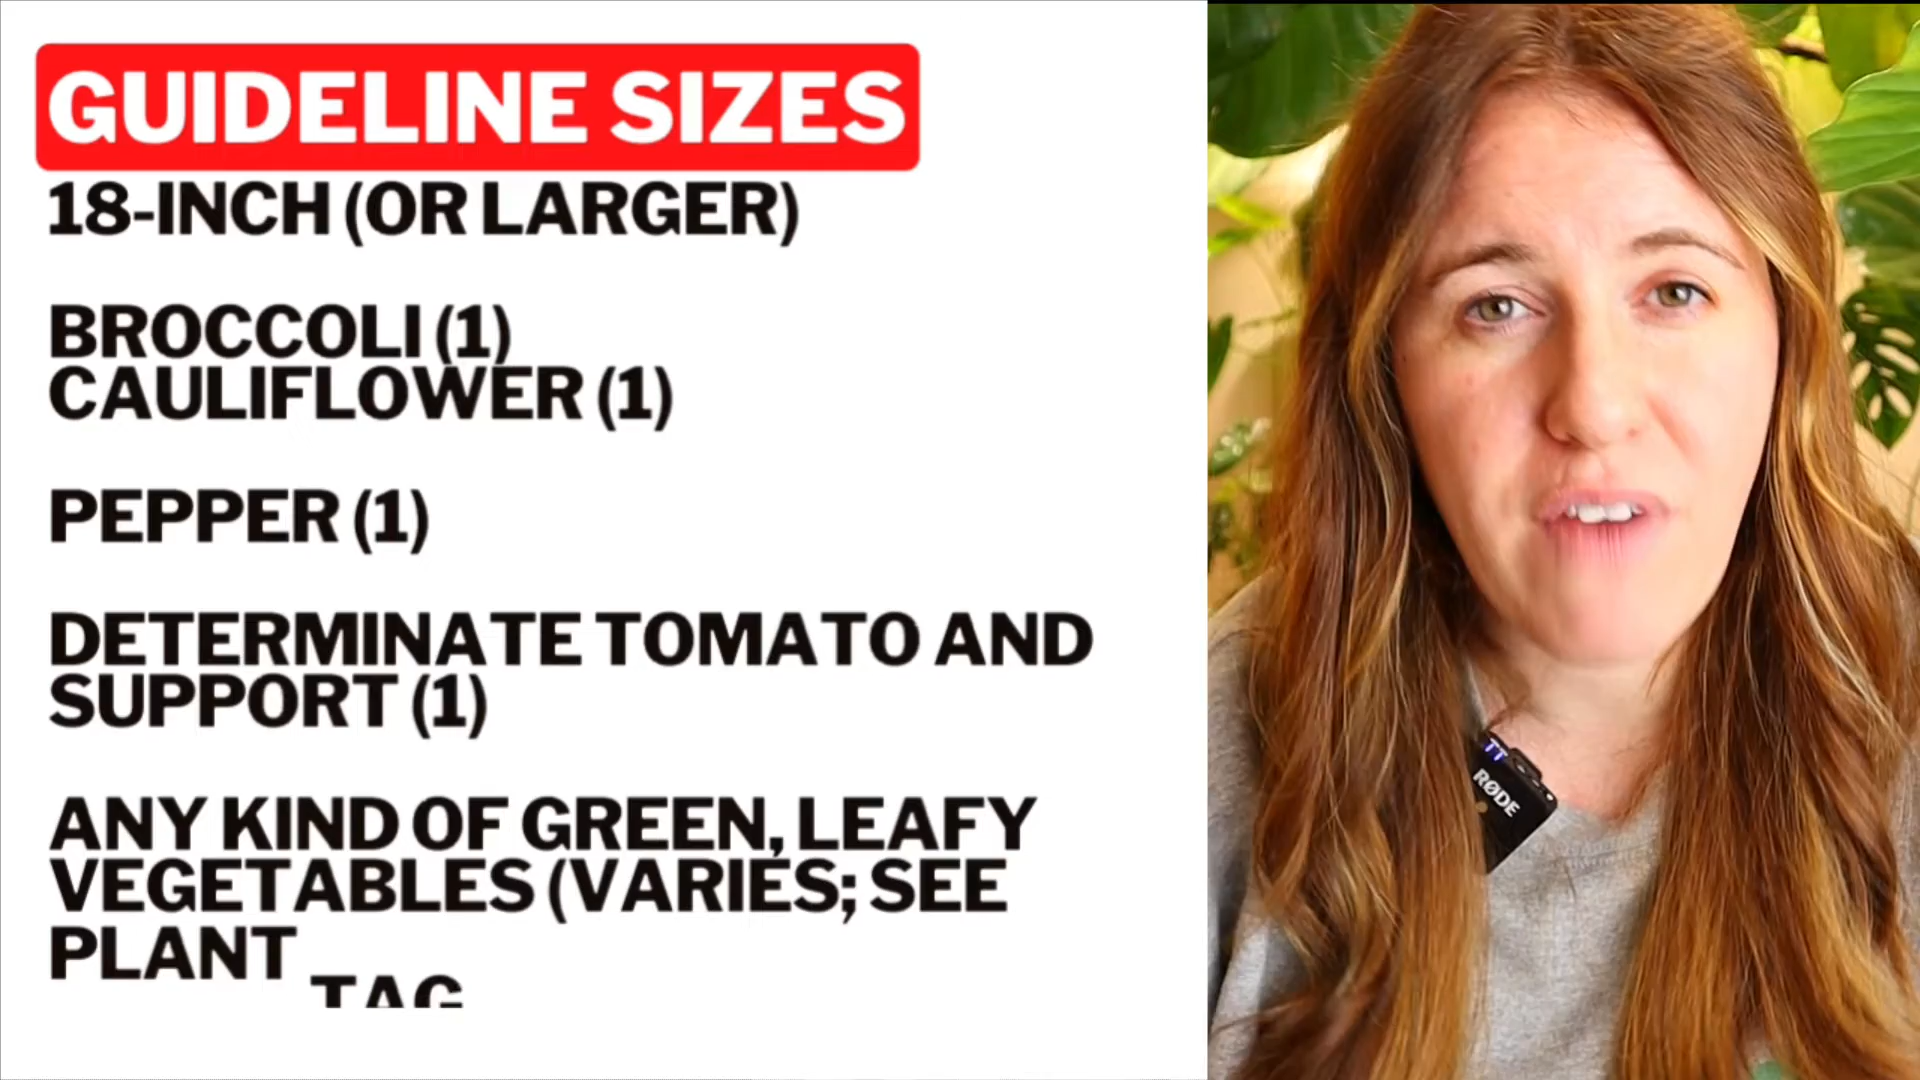 GUIDELINE SIZES
18-INCH (OR LARGER)
BROCCOLI (1)
CAULIFLOWER (1)
PEPPER (1)
DETERMINATE TOMATO AND
SUPPORT (1)
ANY KIND OF GREEN, LEAFY
VEGETABLES (VARIES; SEE
PLANT
TAG
TT
RØDE